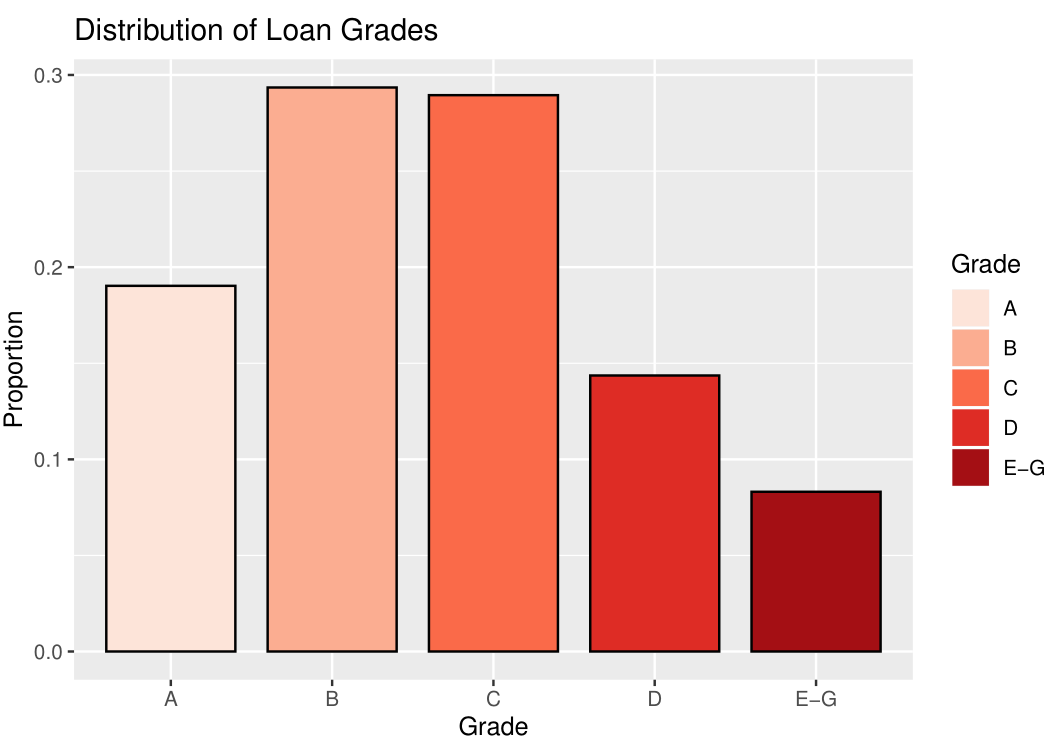 Distribution of Loan Grades
0.3
0.2
0.1
0.0
Proportion
A
B
C
D
E−G
Grade
Grade
A
B
C
D
E−G